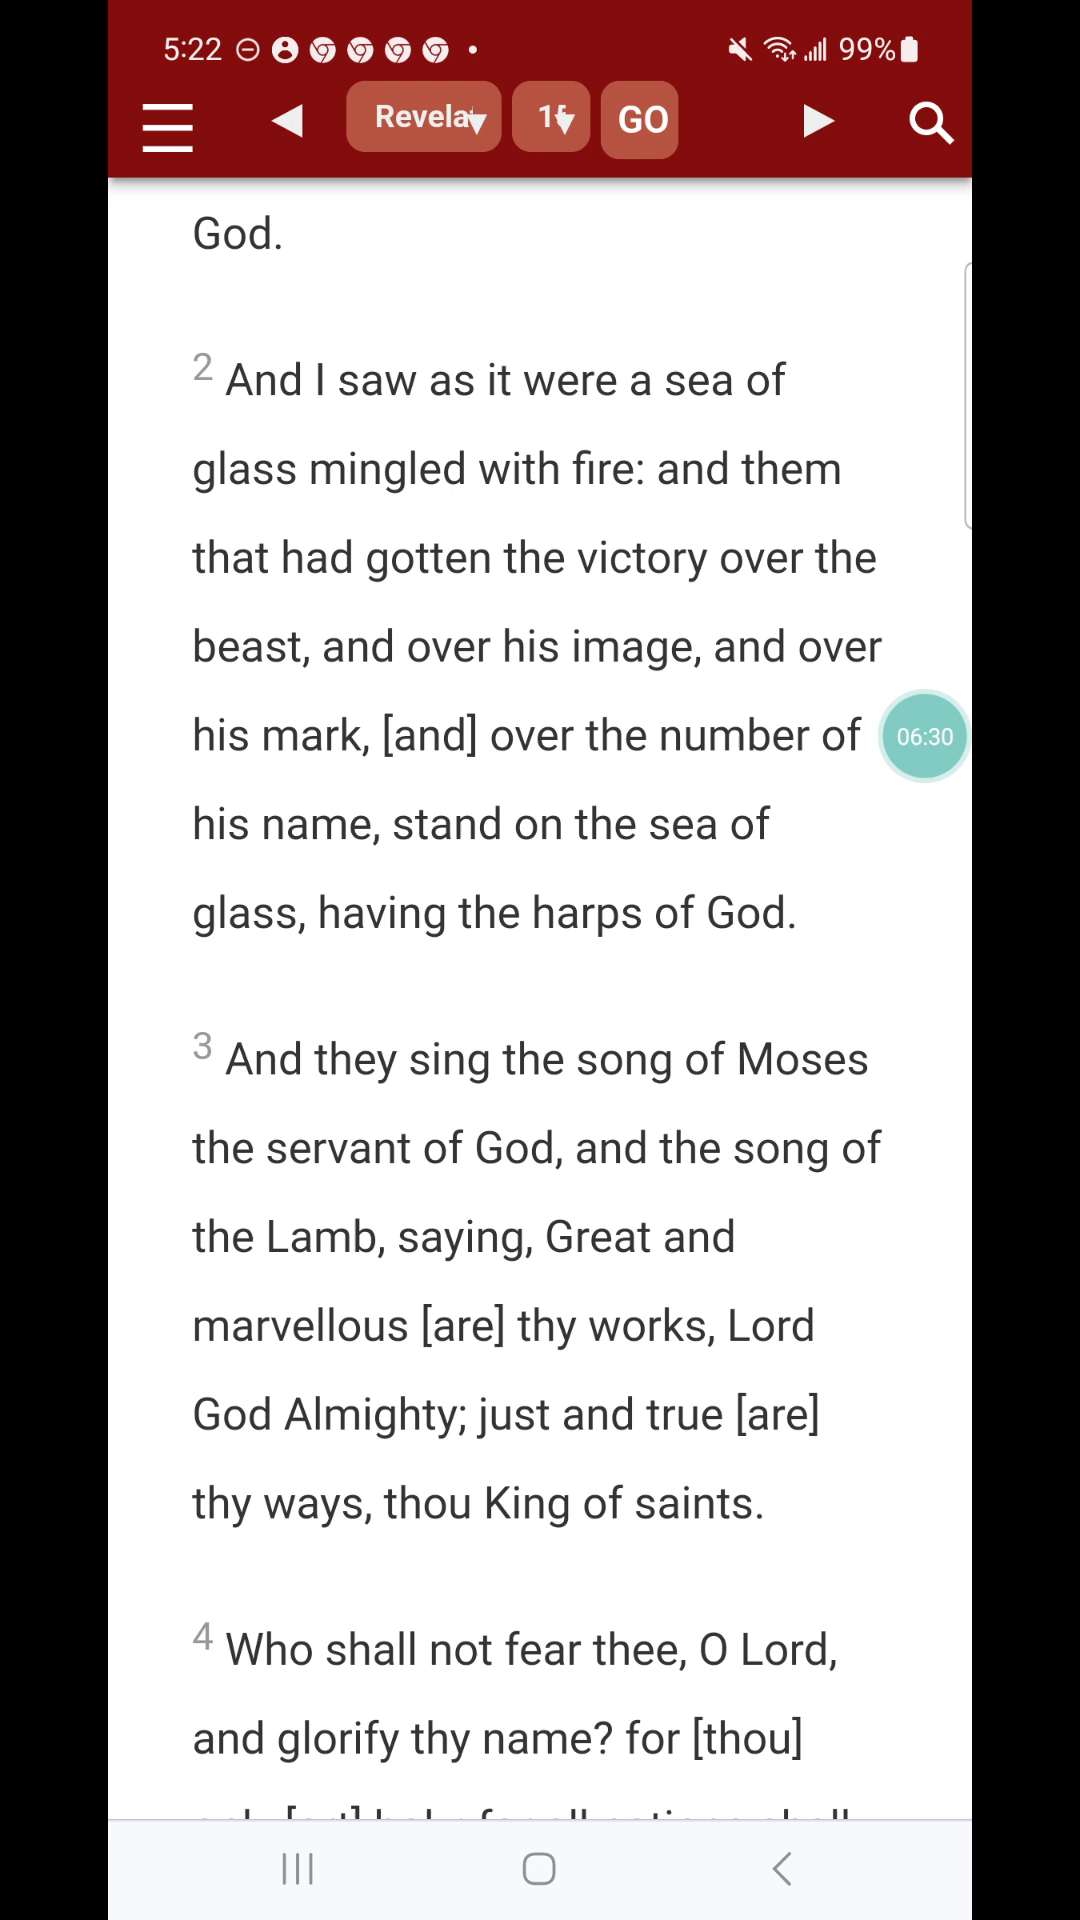 5:22 99%
Revela 15 GO
God.
2 And I saw as it were a sea of
glass mingled with fire: and them
that had gotten the victory over the
beast, and over his image, and over
his mark, [and] over the number of
06:30
his name, stand on the sea of
glass, having the harps of God.
3 And they sing the song of Moses
the servant of God, and the song of
the Lamb, saying, Great and
marvellous [are] thy works, Lord
God Almighty; just and true [are]
thy ways, thou King of saints.
4 Who shall not fear thee, O Lord,
and glorify thy name? for [thou]